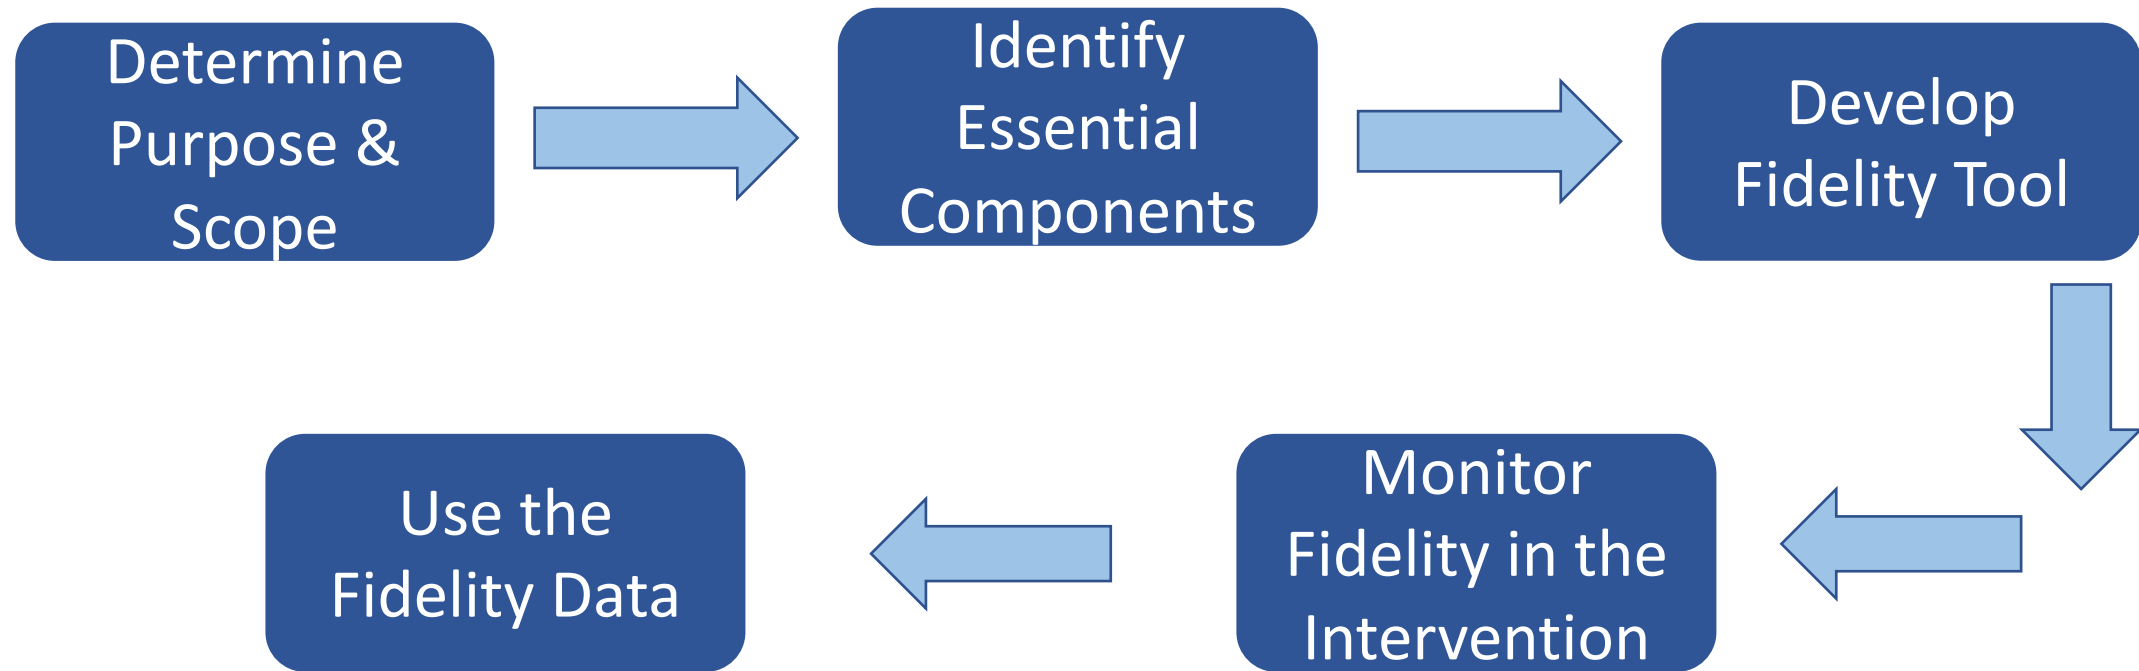 Determine
Purpose &
Scope
Identify
Essential
Components
Develop
Fidelity Tool
Monitor
Fidelity in the
Intervention
Use the
Fidelity Data